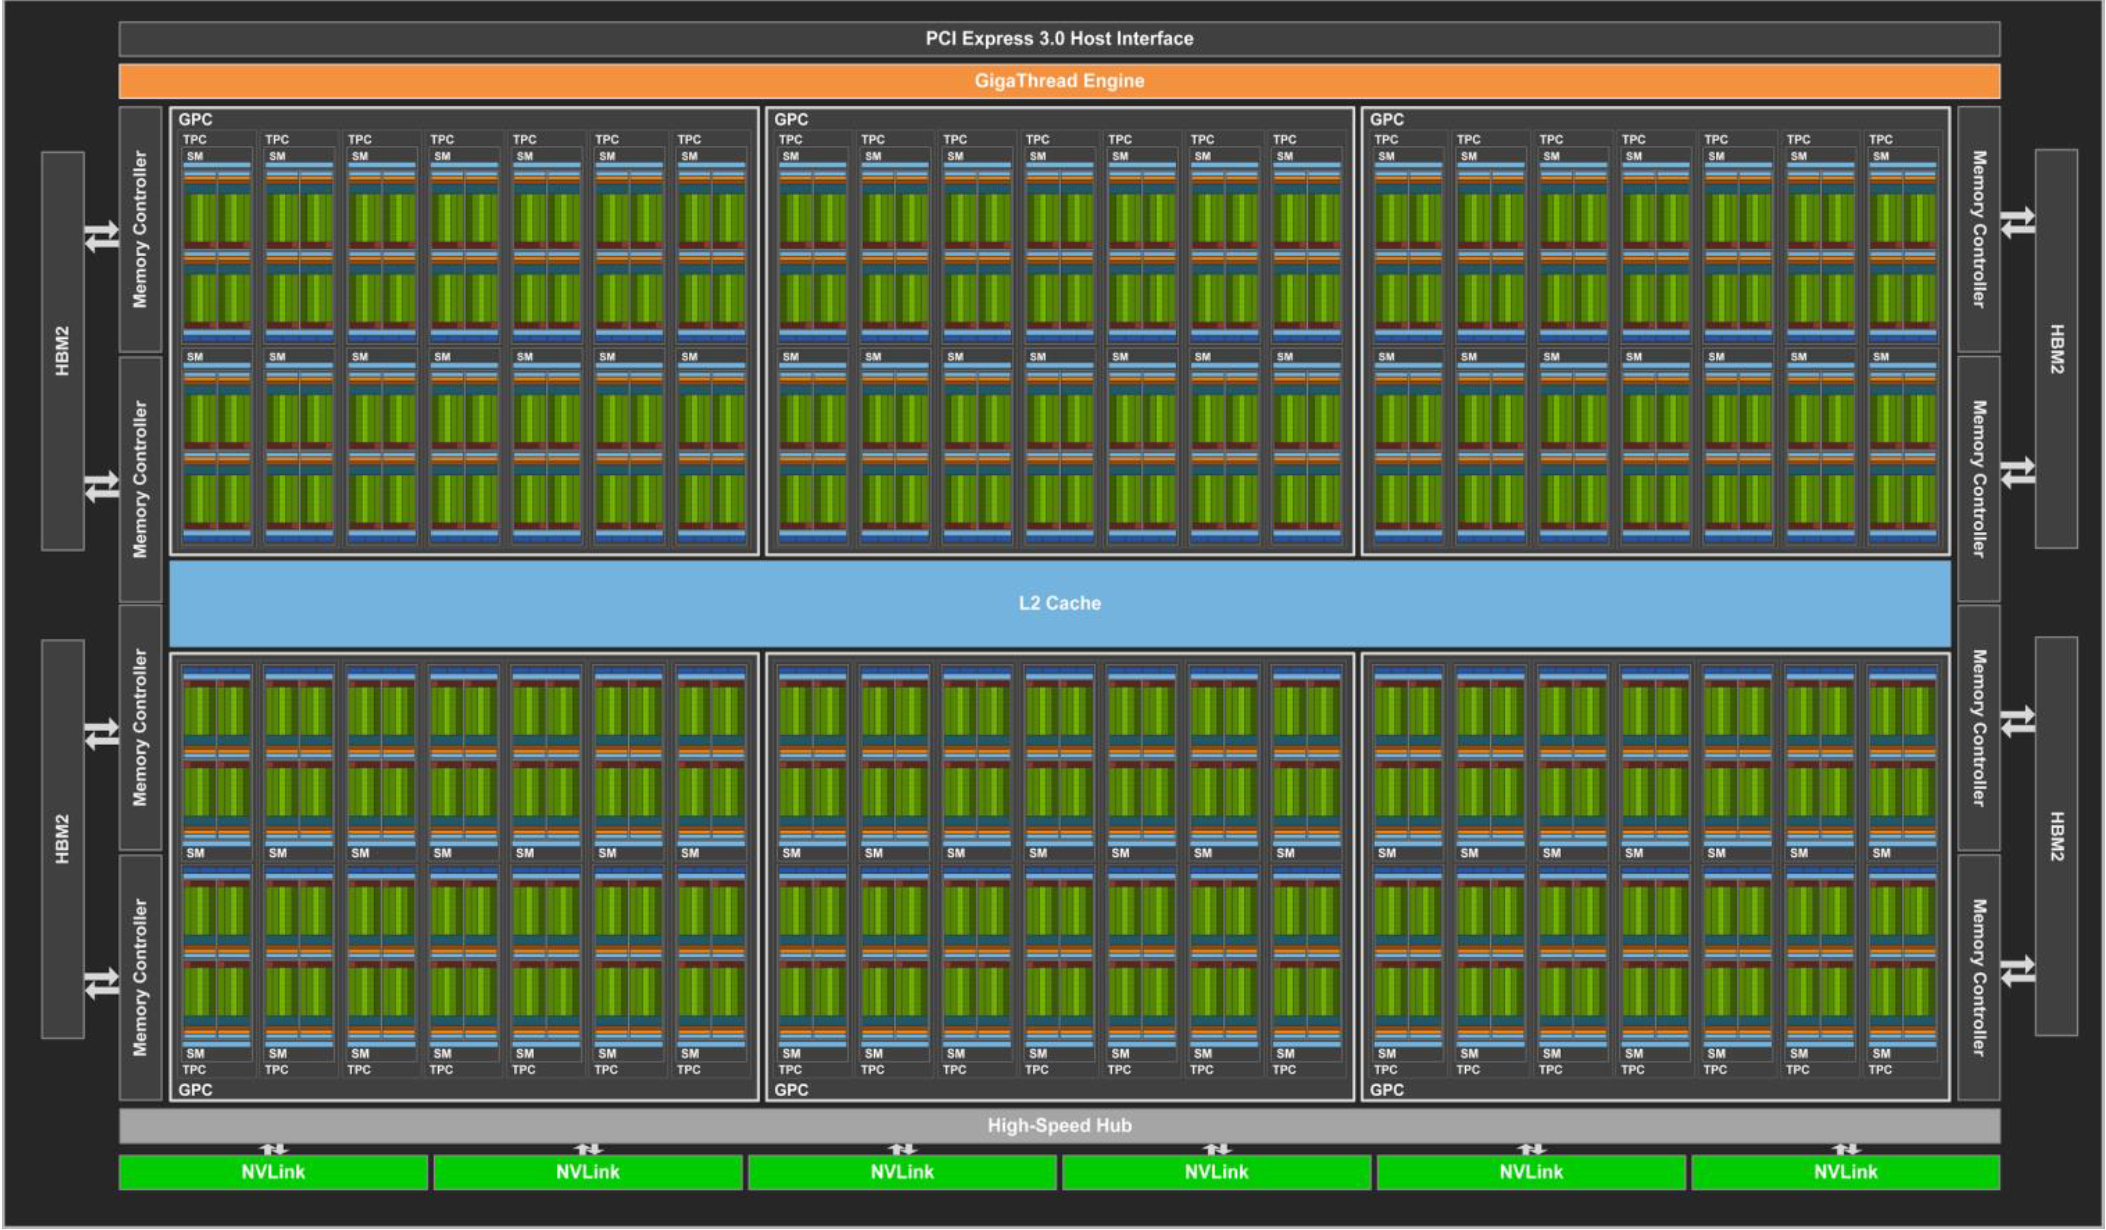 PCI Express 3.0 Host Interface
GigaThread Engine
GPC GPC GPC
TPC TPC TPC TPC TPC TPC TPC TPC TPC TPC TPC TPC TPC TPC TPC TPC TPC TPC TPC TPC TPC
SM SM SM SM SM SM SM SM SM SM SM SM SM SM SM SM SM SM SM SM SM
Memory Controller
Memory Controller
HBM2
HBM2
SM SM SM SM SM SM SM SM SM SM SM SM SM SM SM SM SM SM SM SM SM
Memory Controller
Memory Controller
L2 Cache
Memory Controller
Memory Controller
HBM2
HBM2
SM SM SM SM SM SM SM SM SM SM SM SM SM SM SM SM SM SM SM SM SM
Memory Controller
Memory Controller
SM SM SM SM SM SM SM SM SM SM SM SM SM SM SM SM SM SM SM SM SM
TPC TPC TPC TPC TPC TPC TPC TPC TPC TPC TPC TPC TPC TPC TPC TPC TPC TPC TPC TPC TPC
GPC GPC GPC
High-Speed Hub
NVLink NVLink NVLink NVLink NVLink NVLink